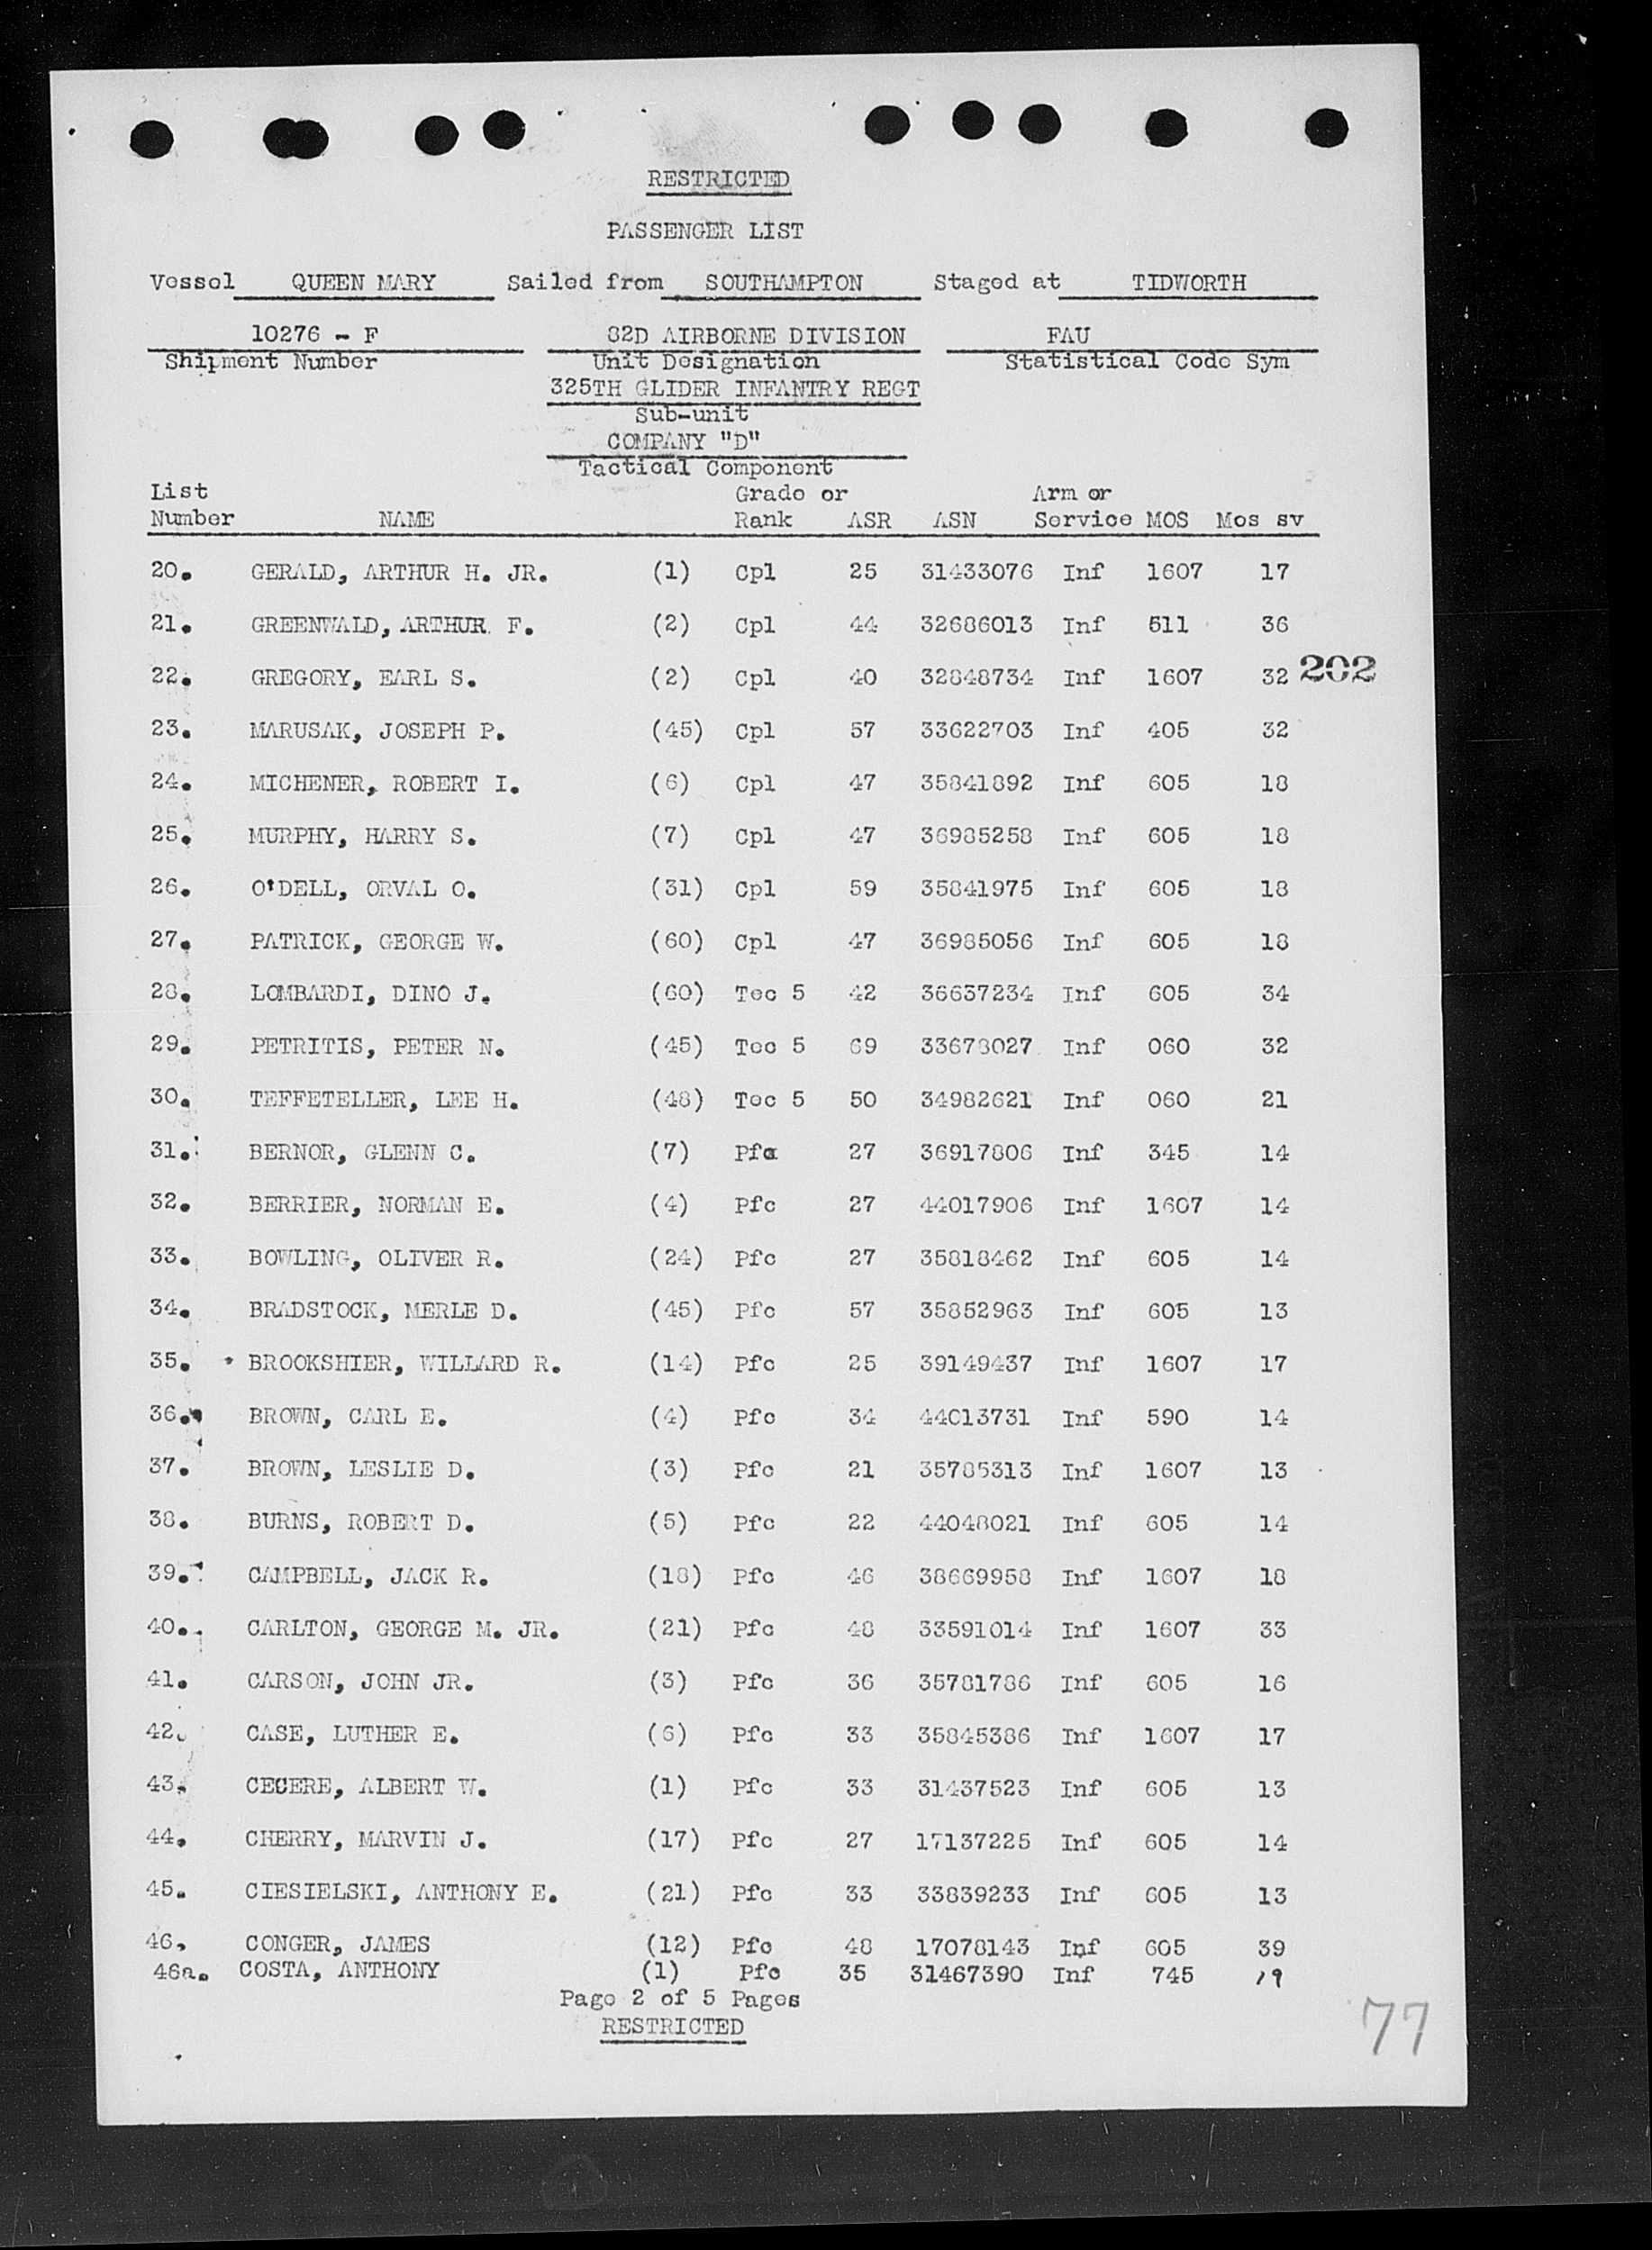 RESTRICTED
PASSENGER LIST
Vessel QUEEN MARY Sailed from SOUTHAMPTON Staged at TIDWORTH
10276 - F 82D AIRBORNE DIVISION FAU
Shipment Number Unit Designation Statistical Code Sym
325TH GLIDER INFANTRY REGT
Sub-unit
COMPANY "D"
Tactical Component
List Grade or Arm or
Number NAME Rank ASR ASN Service MOS Mos sv
20. GERALD, ARTHUR H. JR. (1) Cpl 25 31433076 Inf 1607 17
21. GREENWALD, ARTHUR F. (2) Cpl 44 32686013 Inf 511 36
22. GREGORY, EARL S. (2) Cpl 40 32848734 Inf 1607 32 202
23. MARUSAK, JOSEPH P. (45) Cpl 57 33622703 Inf 405 32
24. MICHENER, ROBERT I. (6) Cpl 47 35841892 Inf 605 18
25. MURPHY, HARRY S. (7) Cpl 47 36985258 Inf 605 18
26. O'DELL, ORVAL O. (31) Cpl 59 35841975 Inf 605 18
27. PATRICK, GEORGE W. (60) Cpl 47 36985056 Inf 605 18
28. LOMBARDI, DINO J. (60) Tec 5 42 36637234 Inf 605 34
29. PETRITIS, PETER N. (45) Tec 5 69 33678027 Inf 060 32
30. TEFFETELLER, LEE H. (48) Tec 5 50 34982621 Inf 060 21
31. BERNOR, GLENN C. (7) Pfc 27 36917806 Inf 345 14
32. BERRIER, NORMAN E. (4) Pfc 27 44017906 Inf 1607 14
33. BOWLING, OLIVER R. (24) Pfc 27 35818462 Inf 605 14
34. BRADSTOCK, MERLE D. (45) Pfc 57 35852963 Inf 605 13
35. BROOKSHIER, WILLARD R. (14) Pfc 25 39149437 Inf 1607 17
36. BROWN, CARL E. (4) Pfc 34 44013731 Inf 590 14
37. BROWN, LESLIE D. (3) Pfc 21 35785313 Inf 1607 13
38. BURNS, ROBERT D. (5) Pfc 22 44048021 Inf 605 14
39. CAMPBELL, JACK R. (18) Pfc 46 38669958 Inf 1607 18
40. CARLTON, GEORGE M. JR. (21) Pfc 48 33591014 Inf 1607 33
41. CARSON, JOHN JR. (3) Pfc 36 35781786 Inf 605 16
42. CASE, LUTHER E. (6) Pfc 33 35845386 Inf 1607 17
43. CECERE, ALBERT W. (1) Pfc 33 31437523 Inf 605 13
44. CHERRY, MARVIN J. (17) Pfc 27 17137225 Inf 605 14
45. CIESIELSKI, ANTHONY E. (21) Pfc 33 33839233 Inf 605 13
46. CONGER, JAMES (12) Pfc 48 17078143 Inf 605 39
46a. COSTA, ANTHONY (1) Pfc 35 31467390 Inf 745 19
Page 2 of 5 Pages
RESTRICTED
77